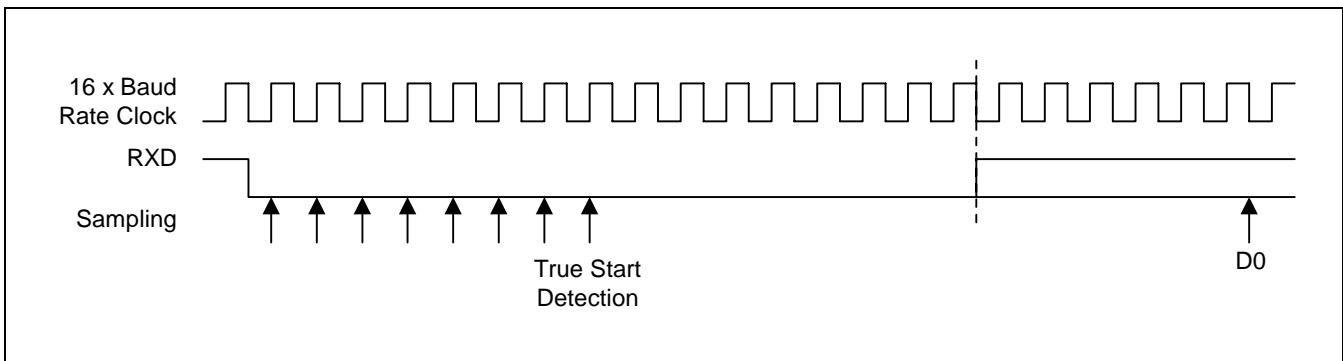 16 x Baud
Rate Clock
RXD
Sampling
True Start
Detection
D0